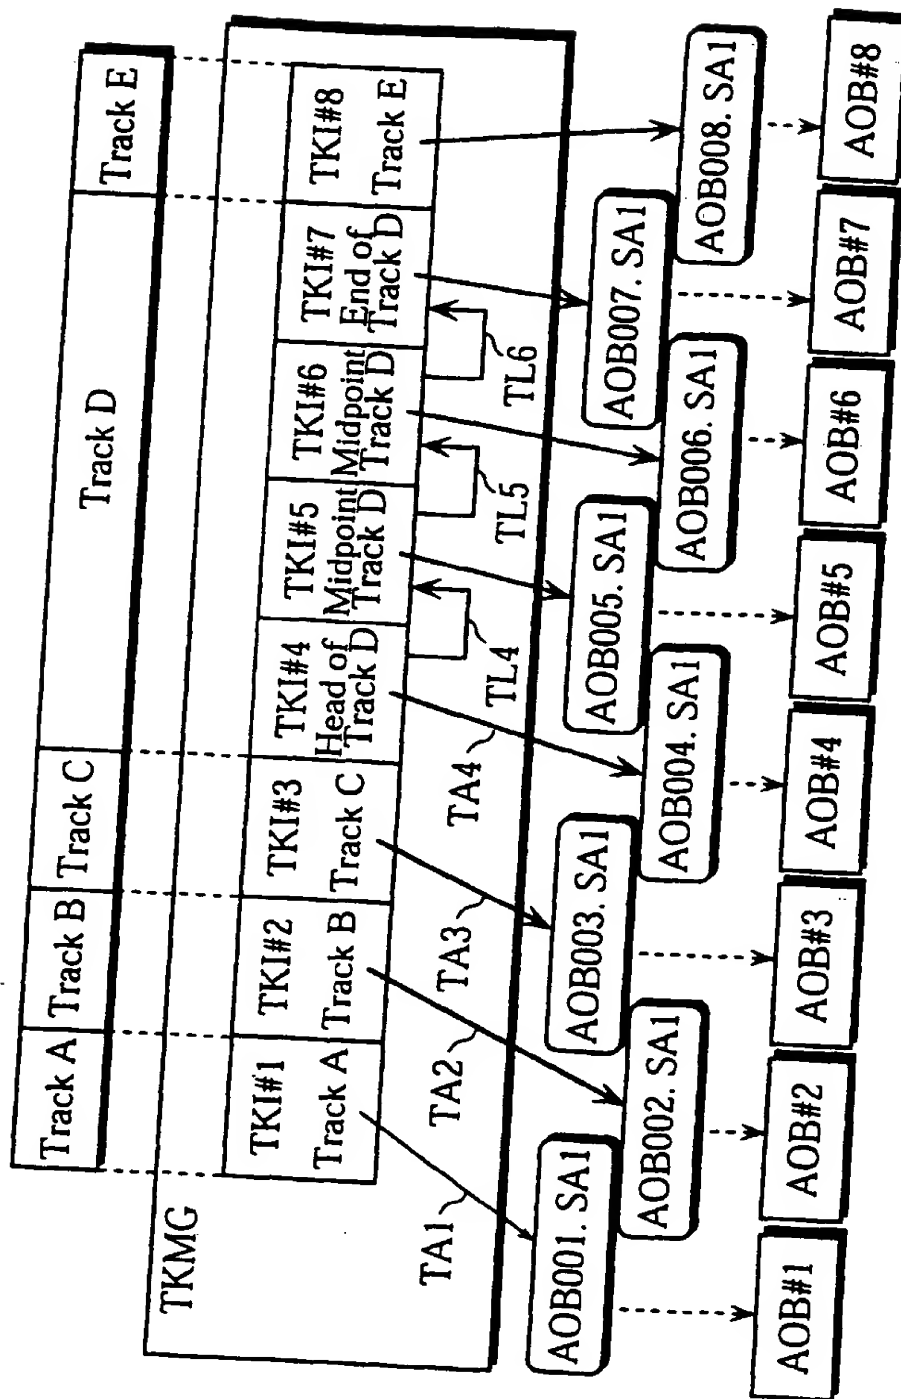 Track A
Track B
Track C
Track D
Track E
TKMG
TKI#1
Track A
TKI#2
Track B
TKI#3
Track C
TKI#4
Head of
Track D
TKI#5
Midpoint
Track D
TKI#6
Midpoint
Track D
TKI#7
End of
Track D
TKI#8
Track E
TA1
TA2
TA3
TA4
TL4
TL5
TL6
AOB001. SA1
AOB002. SA1
AOB003. SA1
AOB004. SA1
AOB005. SA1
AOB006. SA1
AOB007. SA1
AOB008. SA1
AOB#1
AOB#2
AOB#3
AOB#4
AOB#5
AOB#6
AOB#7
AOB#8